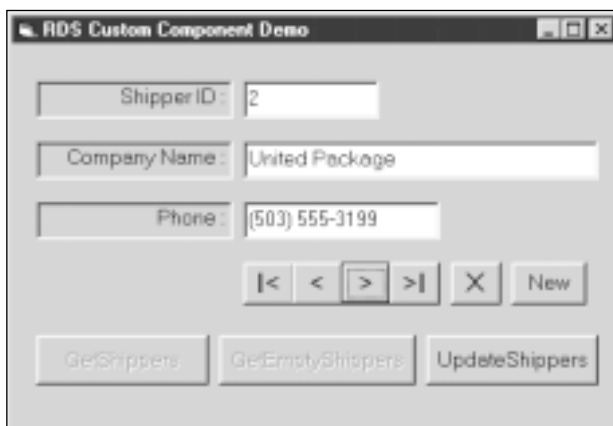 RDS Custom Component Demo
Shipper ID : 2
Company Name : United Package
Phone : (503) 555-3199
|< < > >| X New
GetShippers GetEmptyShippers UpdateShippers